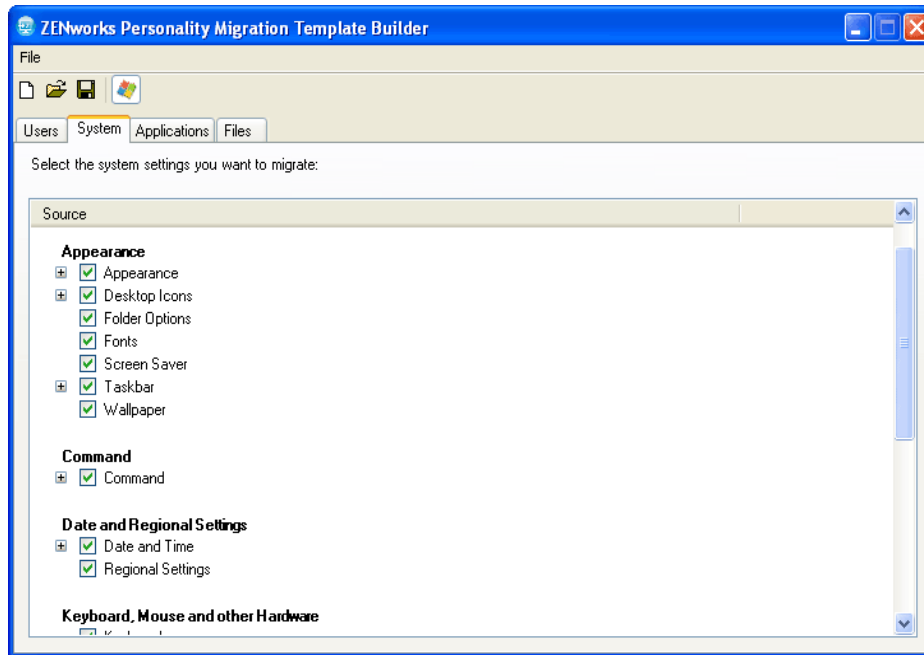 ZENworks Personality Migration Template Builder
File
Users System Applications Files
Select the system settings you want to migrate:
Source
Appearance
Appearance
Desktop Icons
Folder Options
Fonts
Screen Saver
Taskbar
Wallpaper
Command
Command
Date and Regional Settings
Date and Time
Regional Settings
Keyboard, Mouse and other Hardware